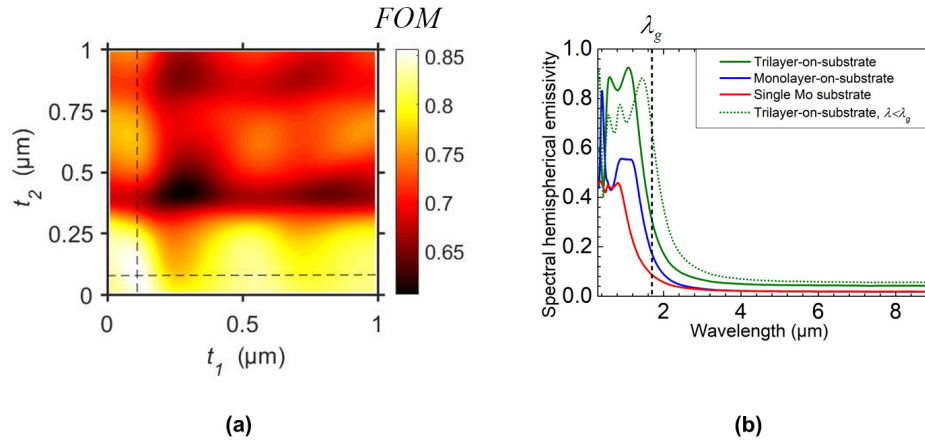 FOM
1
0.75
0.5
0.25
0
t2 (µm)
0
0.5
1
t1 (µm)
0.85
0.8
0.75
0.7
0.65
(a)
λg
Spectral hemispherical emissivity
1.0
0.8
0.6
0.4
0.2
0.0
2
4
6
8
Wavelength (µm)
Trilayer-on-substrate
Monolayer-on-substrate
Single Mo substrate
Trilayer-on-substrate, λ<λg
(b)